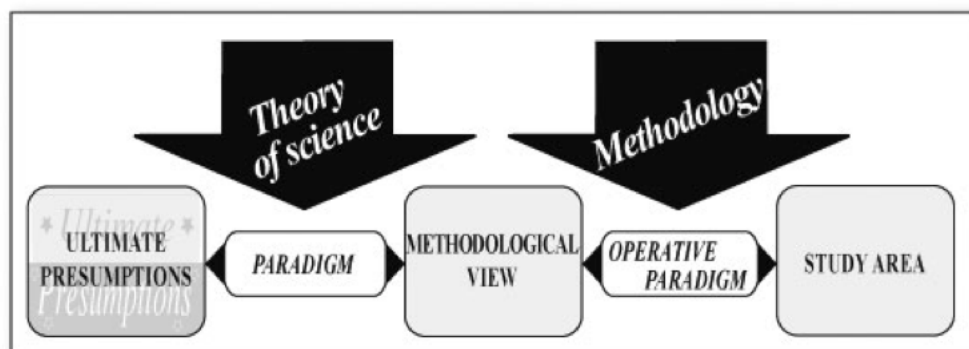 Theory
of science
Methodology
Ultimate
ULTIMATE
PRESUMPTIONS
Presumptions
PARADIGM
METHODOLOGICAL
VIEW
OPERATIVE
PARADIGM
STUDY AREA